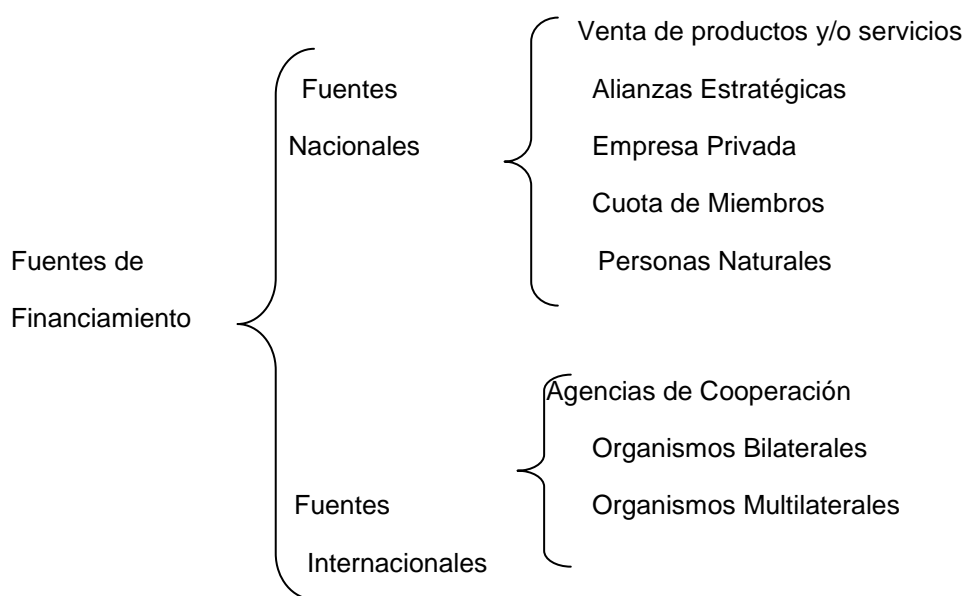 Fuentes de
Financiamiento
Fuentes
Nacionales
Venta de productos y/o servicios
Alianzas Estratégicas
Empresa Privada
Cuota de Miembros
Personas Naturales
Fuentes
Internacionales
Agencias de Cooperación
Organismos Bilaterales
Organismos Multilaterales